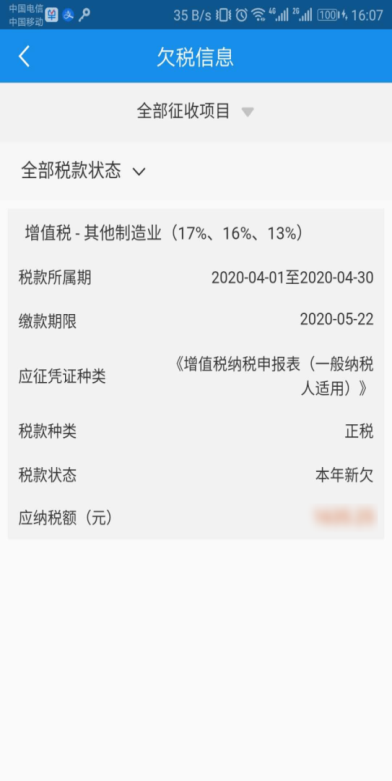 中国电信
中国移动
35 B/s 4G 2G 100 16:07
欠税信息
全部征收项目
全部税款状态
增值税 - 其他制造业（17%、16%、13%）
税款所属期 2020-04-01至2020-04-30
缴款期限 2020-05-22
应征凭证种类 《增值税纳税申报表（一般纳税
人适用）》
税款种类 正税
税款状态 本年新欠
应纳税额（元）